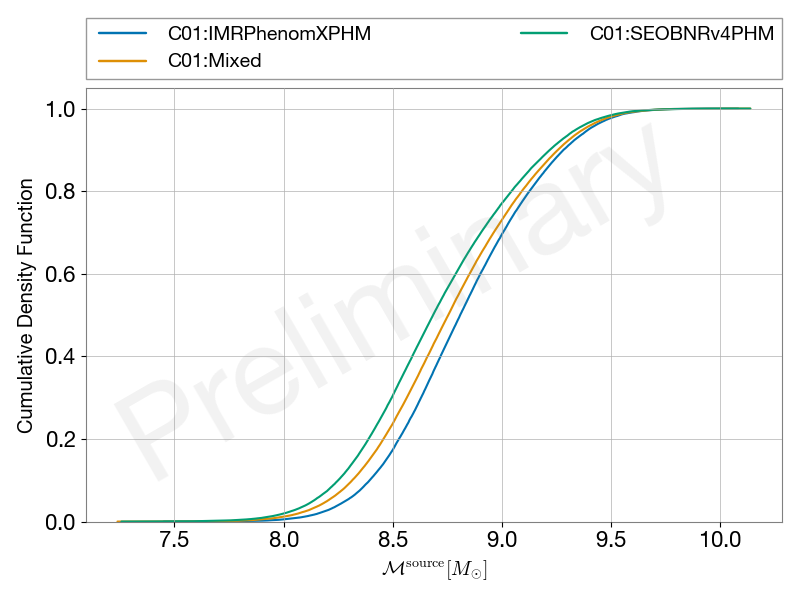 C01:IMRPhenomXPHM
C01:Mixed
C01:SEOBNRv4PHM
Cumulative Density Function
1.0
0.8
0.6
0.4
0.2
0.0
Preliminary
7.5 8.0 8.5 9.0 9.5 10.0
ℳ^source [M_⊙]